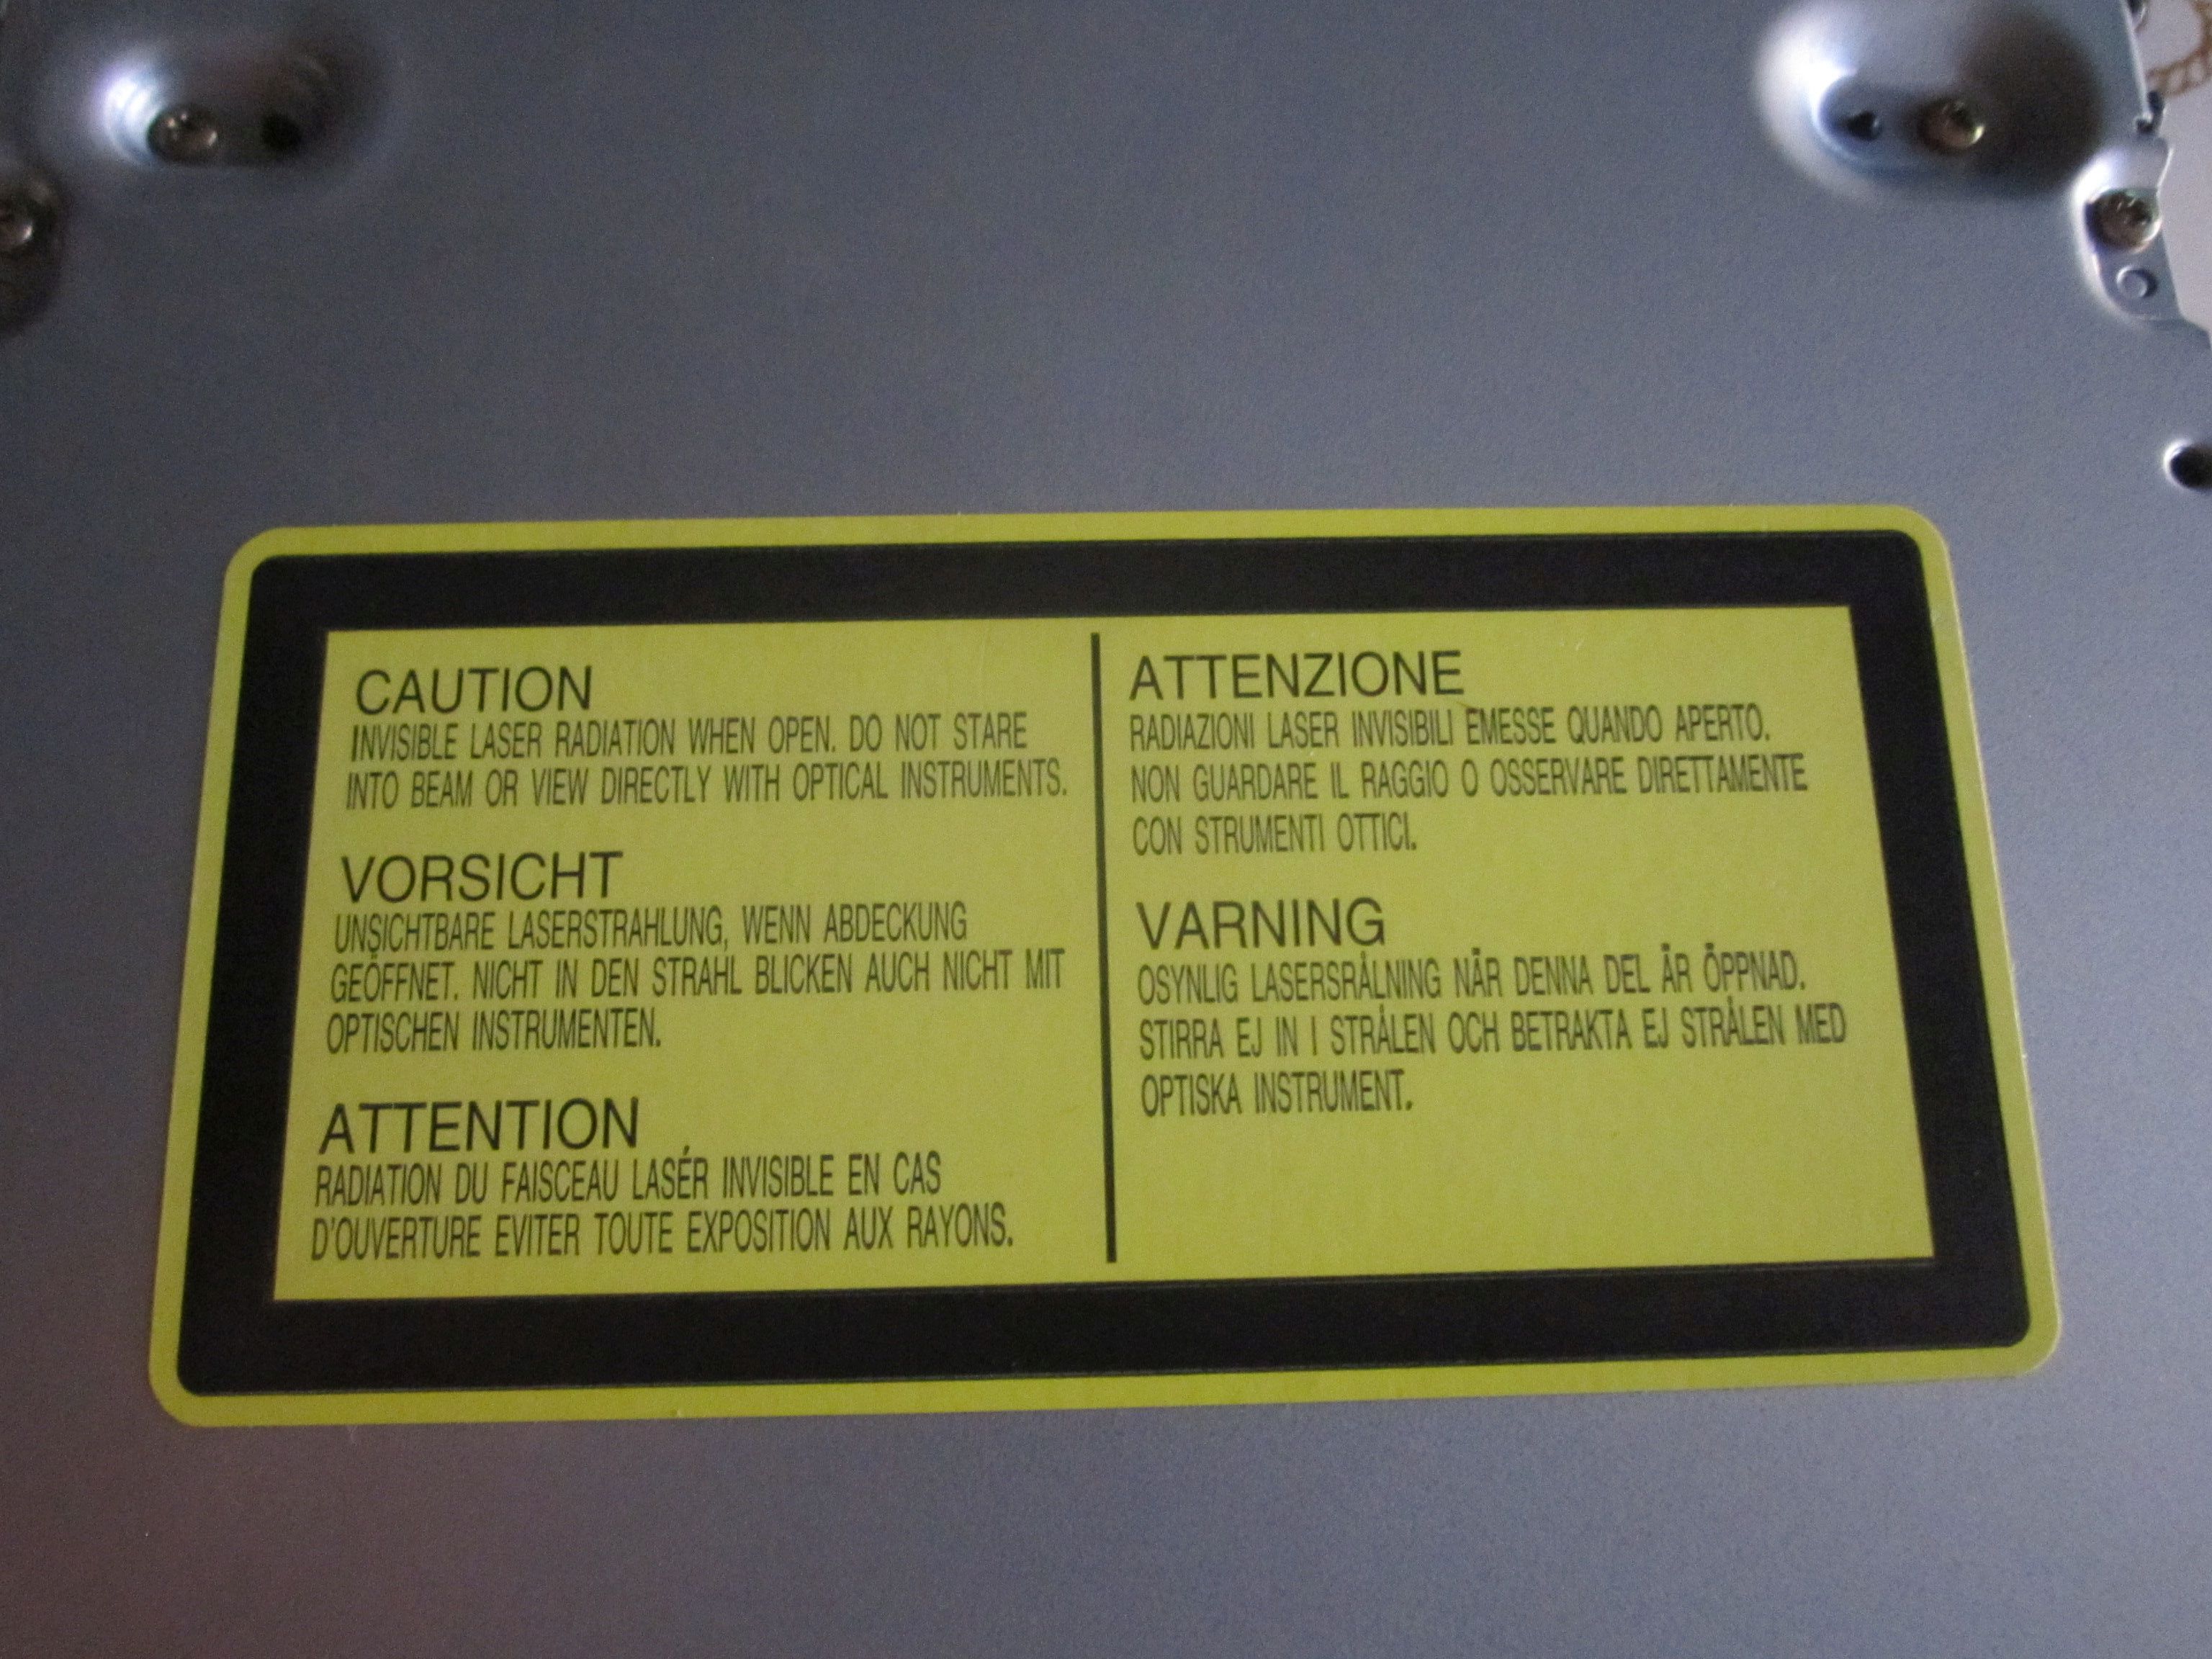 CAUTION
INVISIBLE LASER RADIATION WHEN OPEN. DO NOT STARE
INTO BEAM OR VIEW DIRECTLY WITH OPTICAL INSTRUMENTS.
VORSICHT
UNSICHTBARE LASERSTRAHLUNG, WENN ABDECKUNG
GEÖFFNET. NICHT IN DEN STRAHL BLICKEN AUCH NICHT MIT
OPTISCHEN INSTRUMENTEN.
ATTENTION
RADIATION DU FAISCEAU LASÉR INVISIBLE EN CAS
D'OUVERTURE EVITER TOUTE EXPOSITION AUX RAYONS.
ATTENZIONE
RADIAZIONI LASER INVISIBILI EMESSE QUANDO APERTO.
NON GUARDARE IL RAGGIO O OSSERVARE DIRETTAMENTE
CON STRUMENTI OTTICI.
VARNING
OSYNLIG LASERSRÅLNING NÄR DENNA DEL ÄR ÖPPNAD.
STIRRA EJ IN I STRÅLEN OCH BETRAKTA EJ STRÅLEN MED
OPTISKA INSTRUMENT.